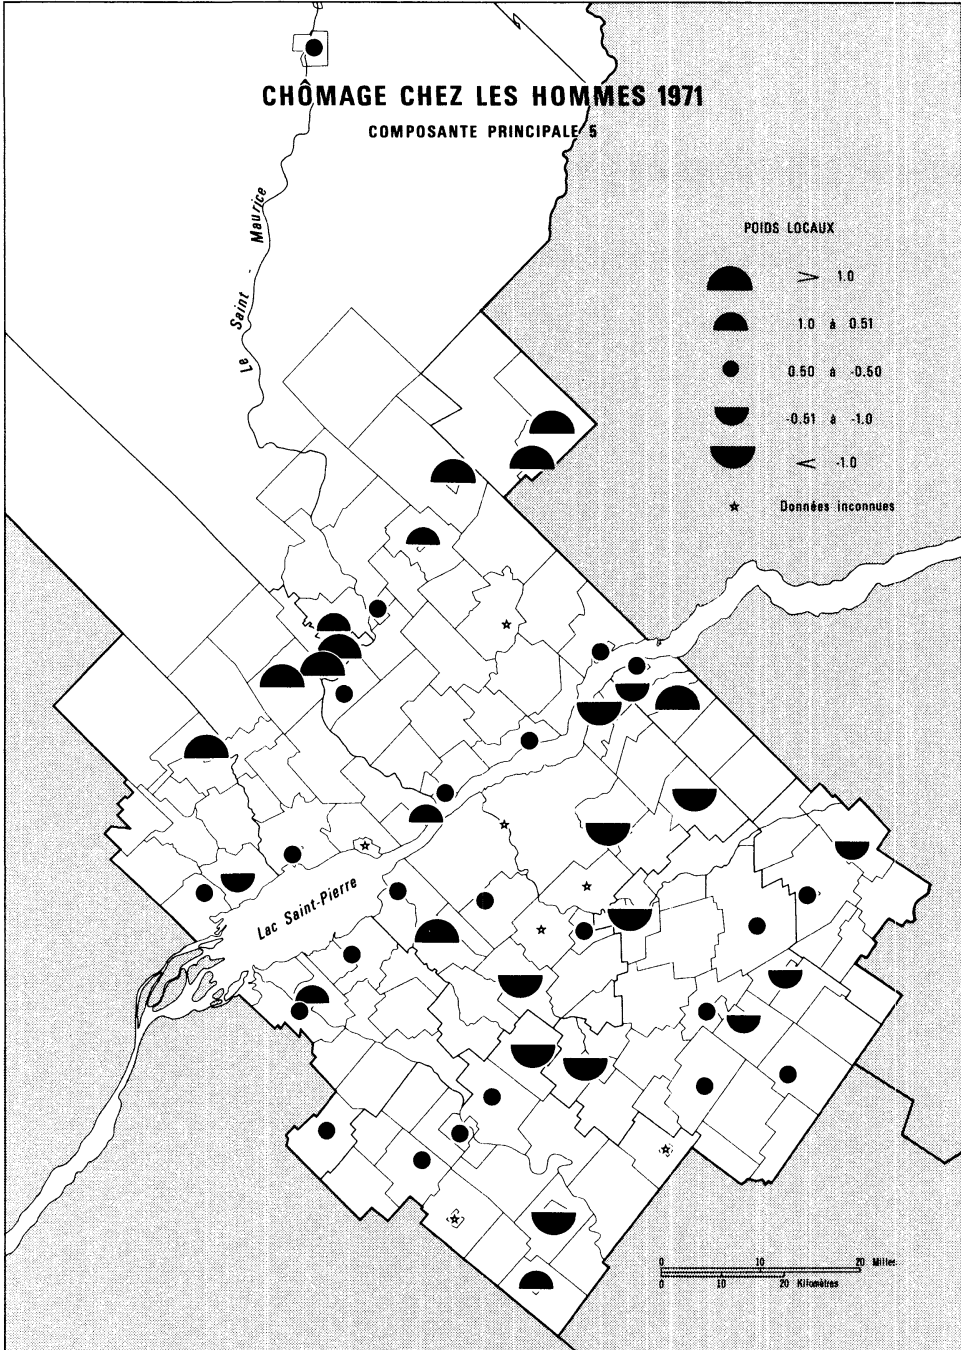 CHÔMAGE CHEZ LES HOMMES 1971
COMPOSANTE PRINCIPALE 5
Le Saint - Maurice
POIDS LOCAUX
> 1.0
1.0 à 0.51
0.50 à -0.50
-0.51 à -1.0
< -1.0
Données inconnues
Lac Saint-Pierre
0 10 20 Milles
0 10 20 Kilomètres